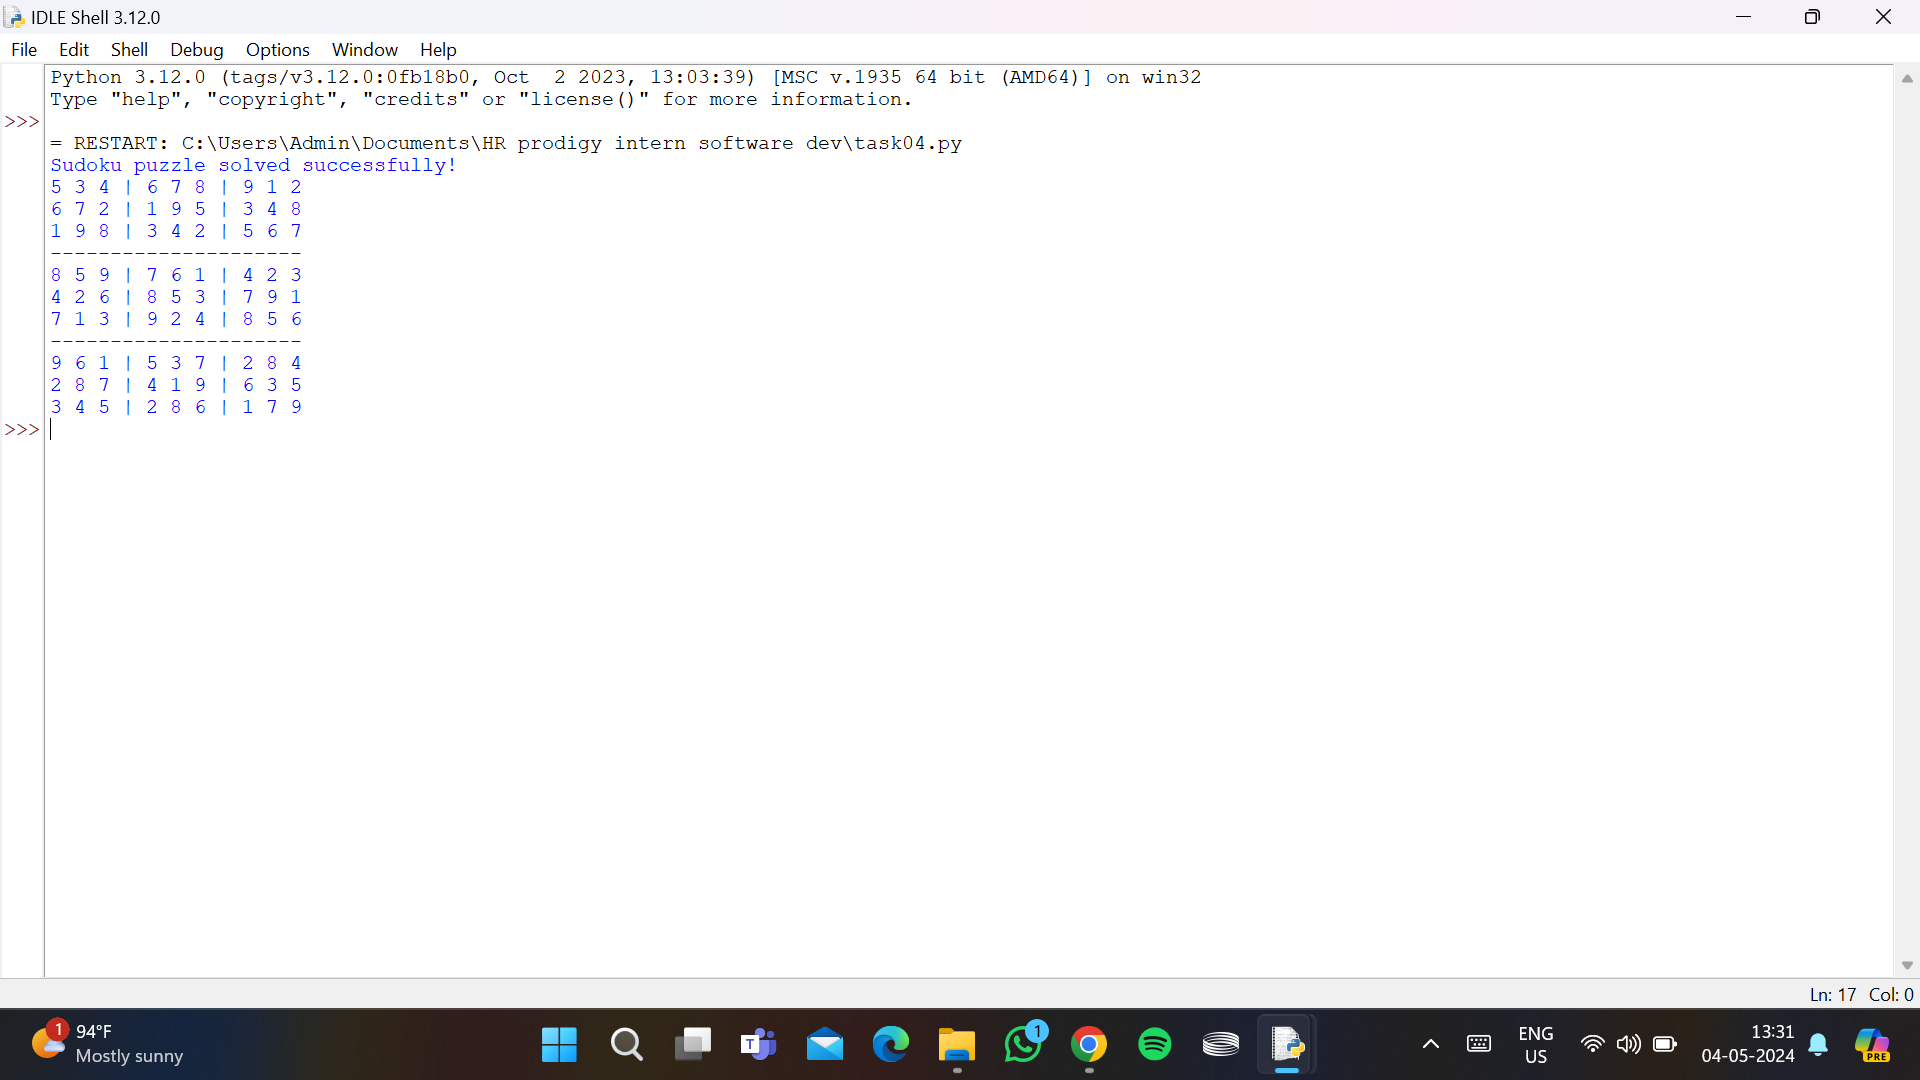 IDLE Shell 3.12.0
File Edit Shell Debug Options Window Help
Python 3.12.0 (tags/v3.12.0:0fb18b0, Oct  2 2023, 13:03:39) [MSC v.1935 64 bit (AMD64)] on win32
Type "help", "copyright", "credits" or "license()" for more information.
>>>
= RESTART: C:\Users\Admin\Documents\HR prodigy intern software dev\task04.py
Sudoku puzzle solved successfully!
5 3 4 | 6 7 8 | 9 1 2
6 7 2 | 1 9 5 | 3 4 8
1 9 8 | 3 4 2 | 5 6 7
---------------------
8 5 9 | 7 6 1 | 4 2 3
4 2 6 | 8 5 3 | 7 9 1
7 1 3 | 9 2 4 | 8 5 6
---------------------
9 6 1 | 5 3 7 | 2 8 4
2 8 7 | 4 1 9 | 6 3 5
3 4 5 | 2 8 6 | 1 7 9
>>>
Ln: 17 Col: 0
1
94°F
Mostly sunny
T
1
ENG
US
13:31
04-05-2024
PRE